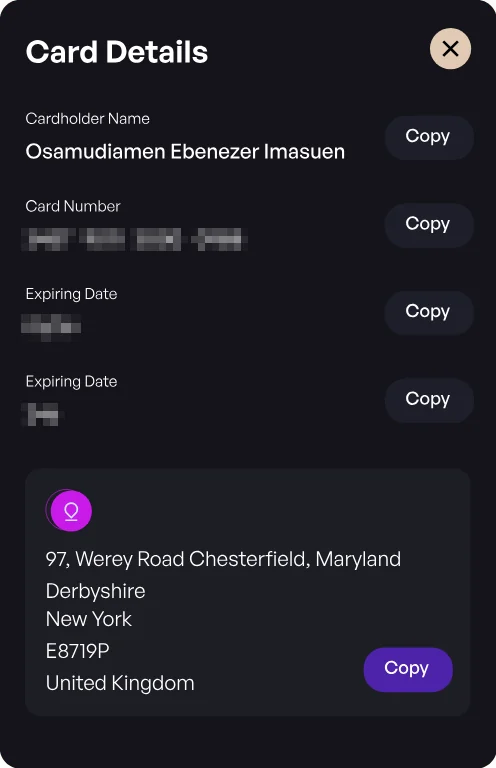 Card Details
Cardholder Name
Osamudiamen Ebenezer Imasuen
Copy
Card Number
Copy
Expiring Date
Copy
Expiring Date
Copy
97, Werey Road Chesterfield, Maryland
Derbyshire
New York
E8719P
United Kingdom
Copy